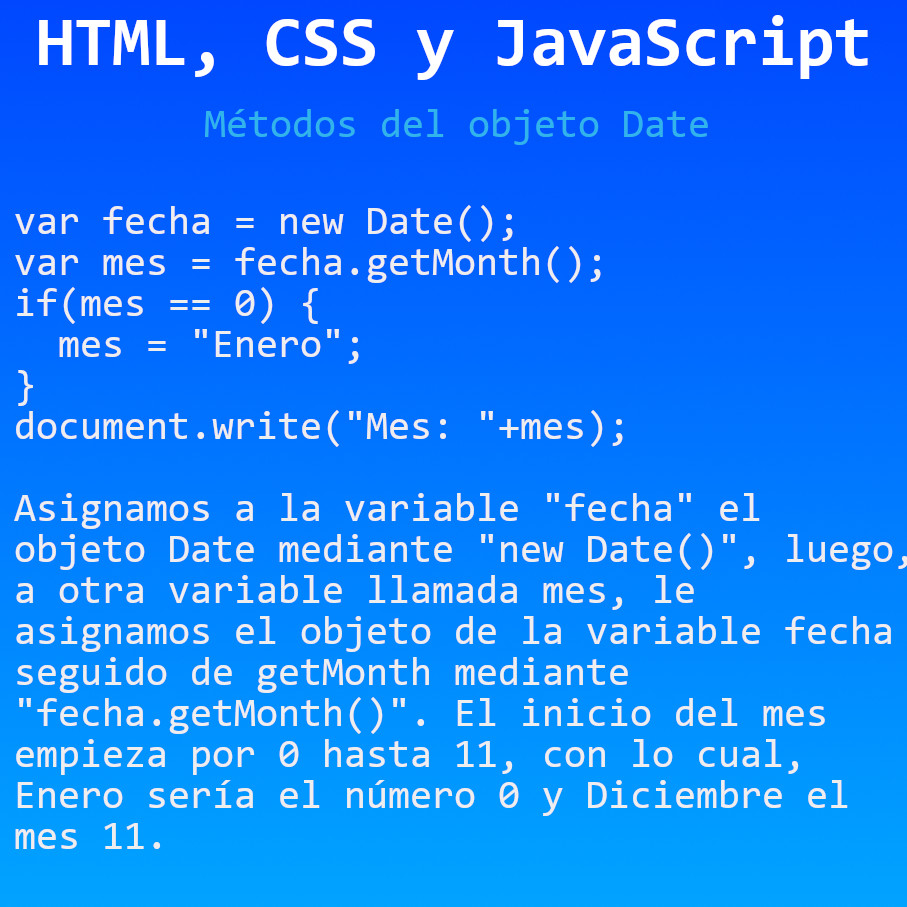 HTML, CSS y JavaScript
Métodos del objeto Date
var fecha = new Date();
var mes = fecha.getMonth();
if(mes == 0) {
  mes = "Enero";
}
document.write("Mes: "+mes);
Asignamos a la variable "fecha" el
objeto Date mediante "new Date()", luego,
a otra variable llamada mes, le
asignamos el objeto de la variable fecha
seguido de getMonth mediante
"fecha.getMonth()". El inicio del mes
empieza por 0 hasta 11, con lo cual,
Enero sería el número 0 y Diciembre el
mes 11.